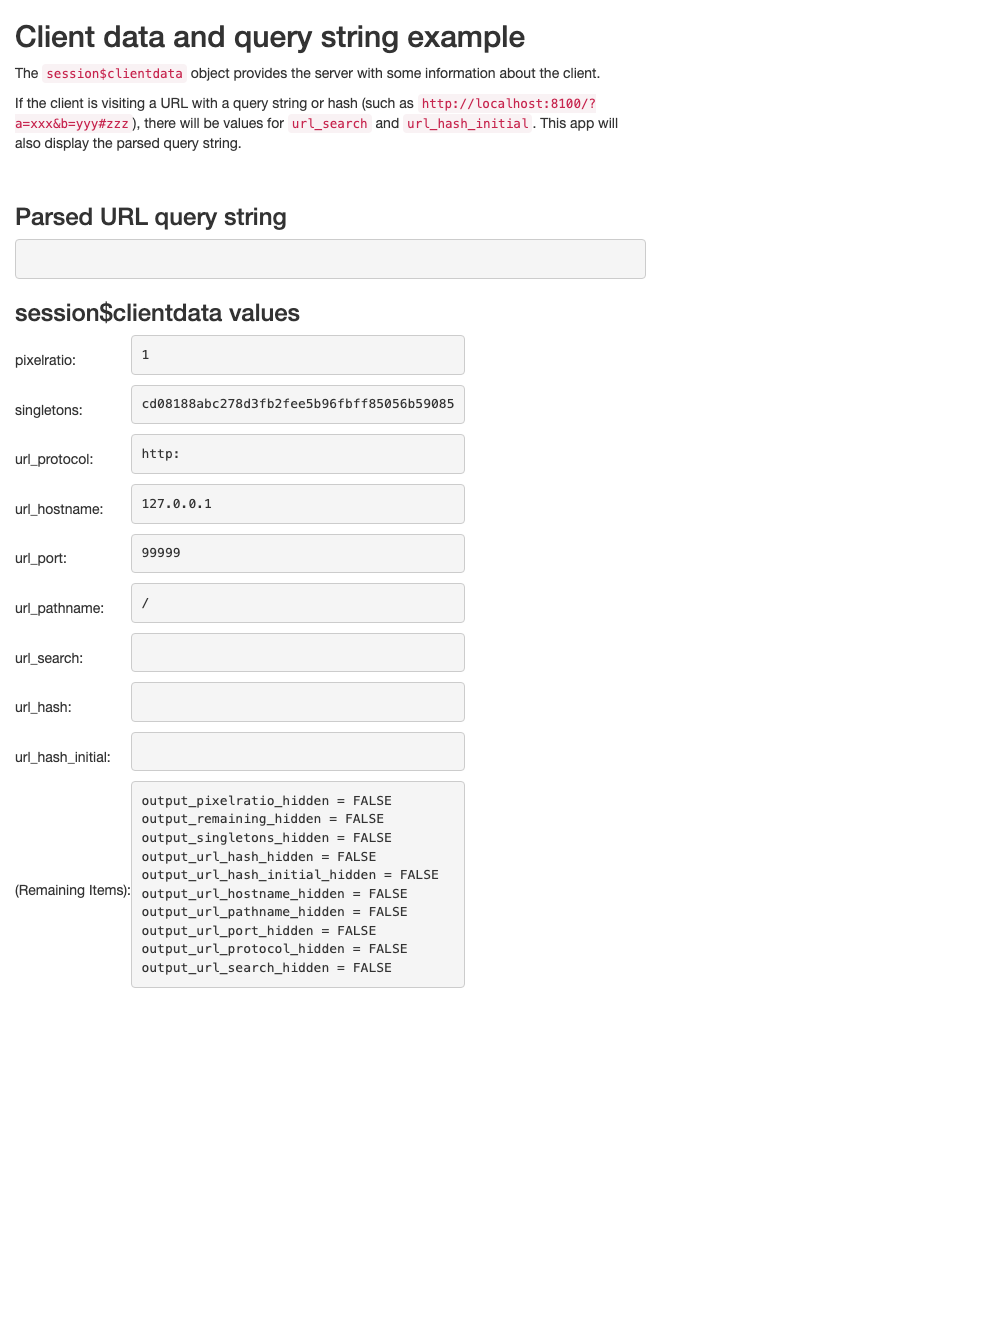 Client data and query string example
The session$clientdata object provides the server with some information about the client.
If the client is visiting a URL with a query string or hash (such as http://localhost:8100/?
a=xxx&b=yyy#zzz ), there will be values for url_search and url_hash_initial . This app will
also display the parsed query string.
Parsed URL query string
session$clientdata values
pixelratio: 1
singletons: cd08188abc278d3fb2fee5b96fbff85056b59085
url_protocol: http:
url_hostname: 127.0.0.1
url_port: 99999
url_pathname: /
url_search:
url_hash:
url_hash_initial:
(Remaining Items):
output_pixelratio_hidden = FALSE
output_remaining_hidden = FALSE
output_singletons_hidden = FALSE
output_url_hash_hidden = FALSE
output_url_hash_initial_hidden = FALSE
output_url_hostname_hidden = FALSE
output_url_pathname_hidden = FALSE
output_url_port_hidden = FALSE
output_url_protocol_hidden = FALSE
output_url_search_hidden = FALSE